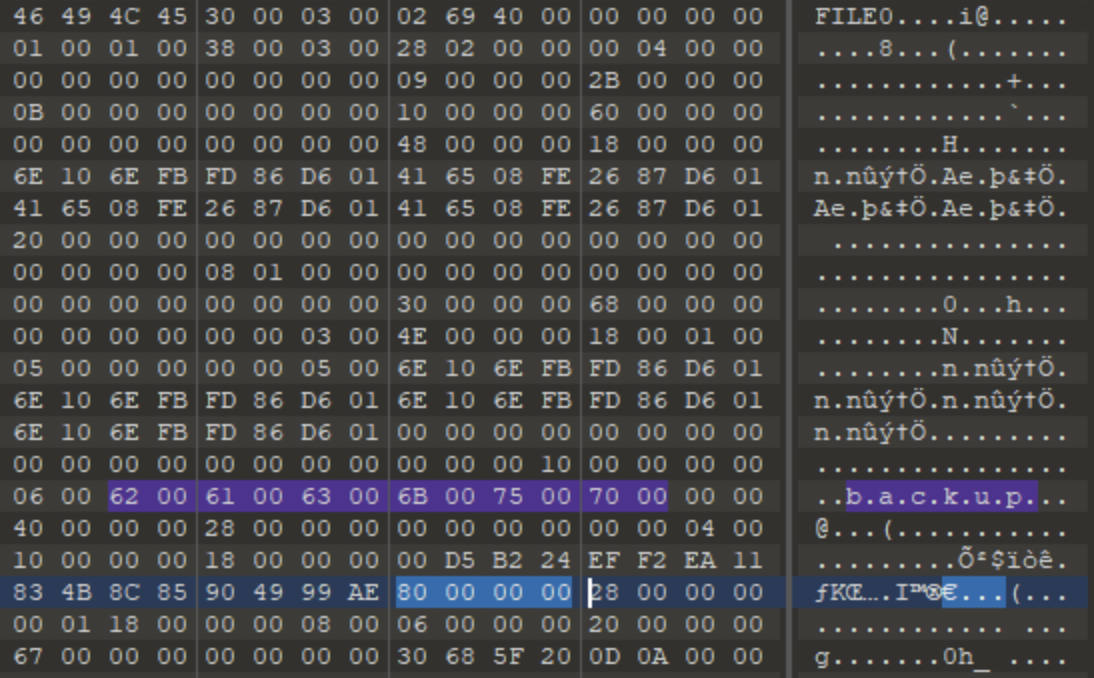 46 49 4C 45 30 00 03 00 02 69 40 00 00 00 00 00 FILE0....i@.....
01 00 01 00 38 00 03 00 28 02 00 00 00 04 00 00 ....8...(.......
00 00 00 00 00 00 00 00 09 00 00 00 2B 00 00 00 ............+...
0B 00 00 00 00 00 00 00 10 00 00 00 60 00 00 00 ............`...
00 00 00 00 00 00 00 00 48 00 00 00 18 00 00 00 ........H.......
6E 10 6E FB FD 86 D6 01 41 65 08 FE 26 87 D6 01 n.nûý†Ö.Ae.þ&‡Ö.
41 65 08 FE 26 87 D6 01 41 65 08 FE 26 87 D6 01 Ae.þ&‡Ö.Ae.þ&‡Ö.
20 00 00 00 00 00 00 00 00 00 00 00 00 00 00 00  ...............
00 00 00 00 08 01 00 00 00 00 00 00 00 00 00 00 ................
00 00 00 00 00 00 00 00 30 00 00 00 68 00 00 00 ........0...h...
00 00 00 00 00 00 03 00 4E 00 00 00 18 00 01 00 ........N.......
05 00 00 00 00 00 05 00 6E 10 6E FB FD 86 D6 01 ........n.nûý†Ö.
6E 10 6E FB FD 86 D6 01 6E 10 6E FB FD 86 D6 01 n.nûý†Ö.n.nûý†Ö.
6E 10 6E FB FD 86 D6 01 00 00 00 00 00 00 00 00 n.nûý†Ö.........
00 00 00 00 00 00 00 00 00 00 00 10 00 00 00 00 ................
06 00 62 00 61 00 63 00 6B 00 75 00 70 00 00 00 ..b.a.c.k.u.p...
40 00 00 00 28 00 00 00 00 00 00 00 00 00 04 00 @...(...........
10 00 00 00 18 00 00 00 00 D5 B2 24 EF F2 EA 11 .........Õ²$ïòê.
83 4B 8C 85 90 49 99 AE 80 00 00 00 28 00 00 00 ƒKŒ….I™®€...(...
00 01 18 00 00 00 08 00 06 00 00 00 20 00 00 00 ............ ...
67 00 00 00 00 00 00 00 30 68 5F 20 0D 0A 00 00 g.......0h_ ....